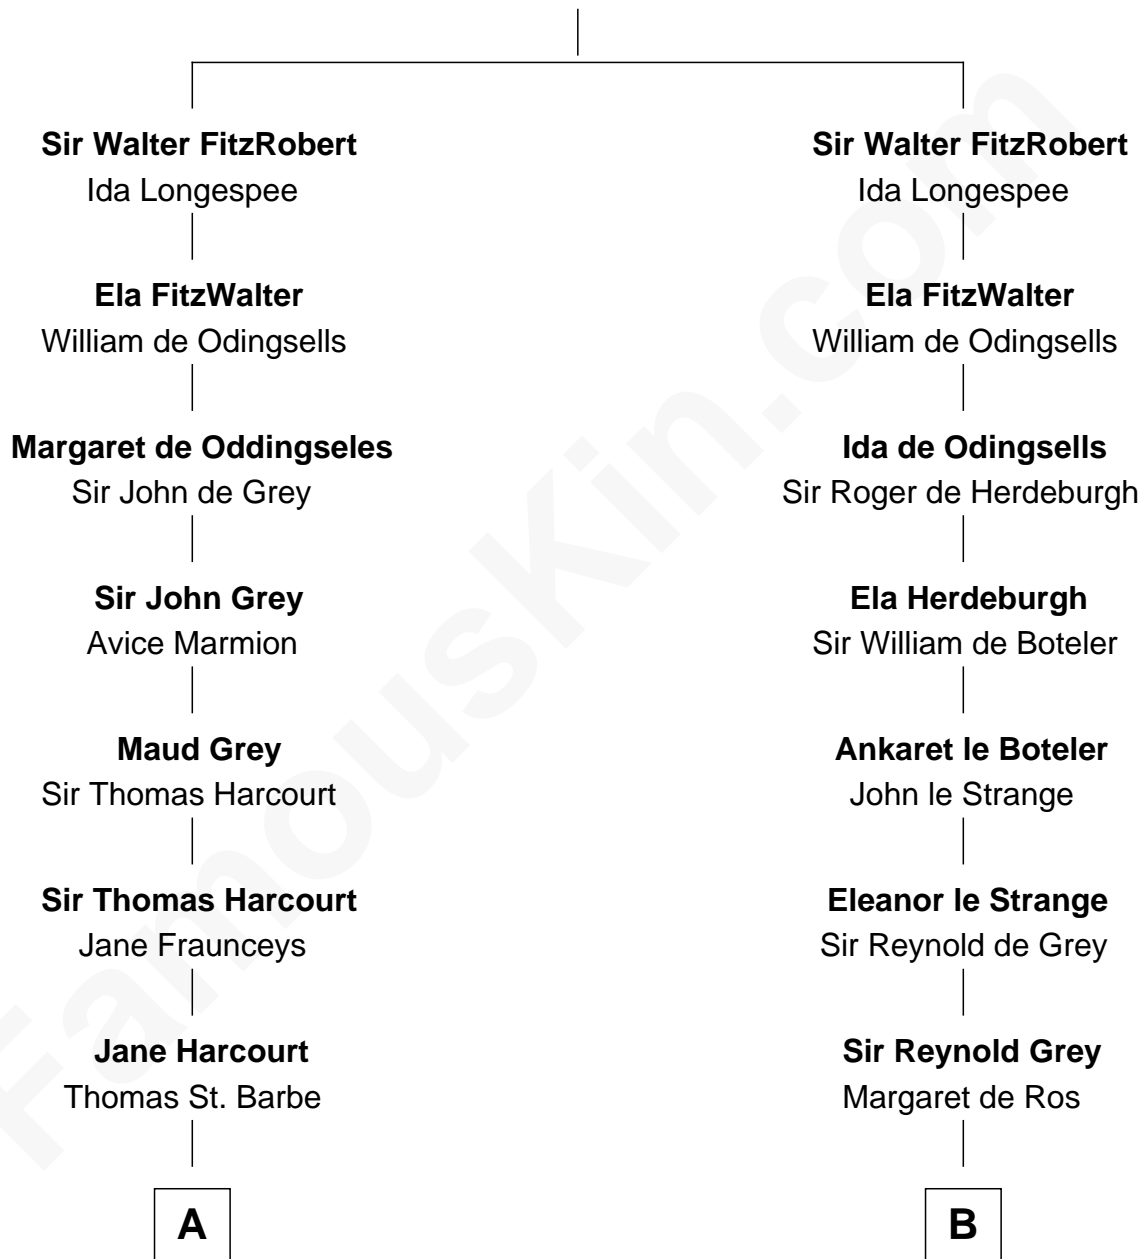 Sir Walter FitzRobert
Ida Longespee
Ela FitzWalter
William de Odingsells
Margaret de Oddingseles
Sir John de Grey
Sir John Grey
Avice Marmion
Maud Grey
Sir Thomas Harcourt
Sir Thomas Harcourt
Jane Fraunceys
Jane Harcourt
Thomas St. Barbe
A
Sir Walter FitzRobert
Ida Longespee
Ela FitzWalter
William de Odingsells
Ida de Odingsells
Sir Roger de Herdeburgh
Ela Herdeburgh
Sir William de Boteler
Ankaret le Boteler
John le Strange
Eleanor le Strange
Sir Reynold de Grey
Sir Reynold Grey
Margaret de Ros
B
FamousKin.com